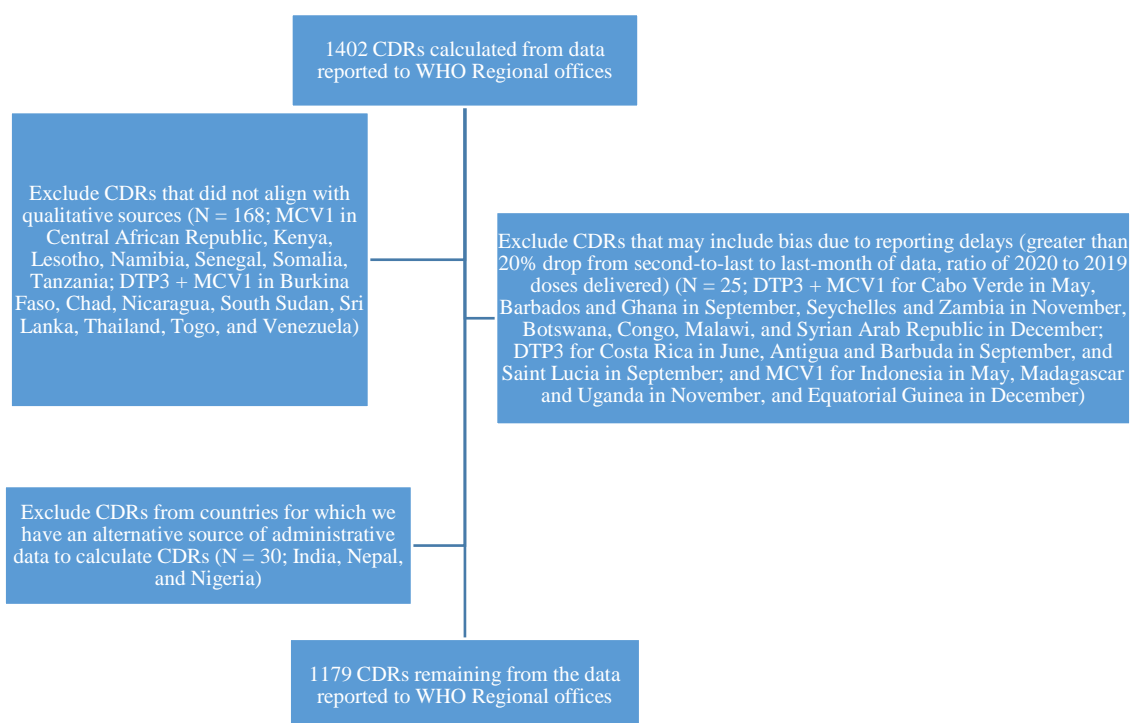 1402 CDRs calculated from data
reported to WHO Regional offices
Exclude CDRs that did not align with
qualitative sources (N = 168; MCV1 in
Central African Republic, Kenya,
Lesotho, Namibia, Senegal, Somalia,
Tanzania; DTP3 + MCV1 in Burkina
Faso, Chad, Nicaragua, South Sudan, Sri
Lanka, Thailand, Togo, and Venezuela)
Exclude CDRs that may include bias due to reporting delays (greater than
20% drop from second-to-last to last-month of data, ratio of 2020 to 2019
doses delivered) (N = 25; DTP3 + MCV1 for Cabo Verde in May,
Barbados and Ghana in September, Seychelles and Zambia in November,
Botswana, Congo, Malawi, and Syrian Arab Republic in December;
DTP3 for Costa Rica in June, Antigua and Barbuda in September, and
Saint Lucia in September; and MCV1 for Indonesia in May, Madagascar
and Uganda in November, and Equatorial Guinea in December)
Exclude CDRs from countries for which we
have an alternative source of administrative
data to calculate CDRs (N = 30; India, Nepal,
and Nigeria)
1179 CDRs remaining from the data
reported to WHO Regional offices